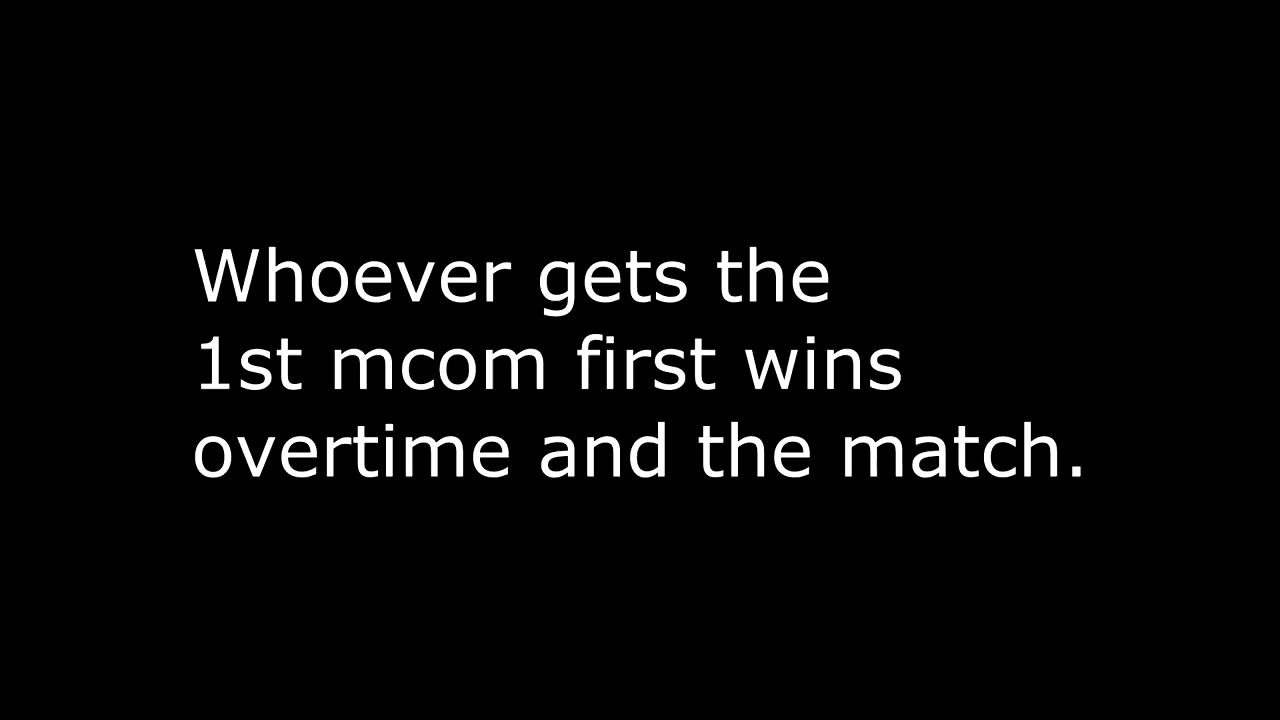 Whoever gets the
1st mcom first wins
overtime and the match.